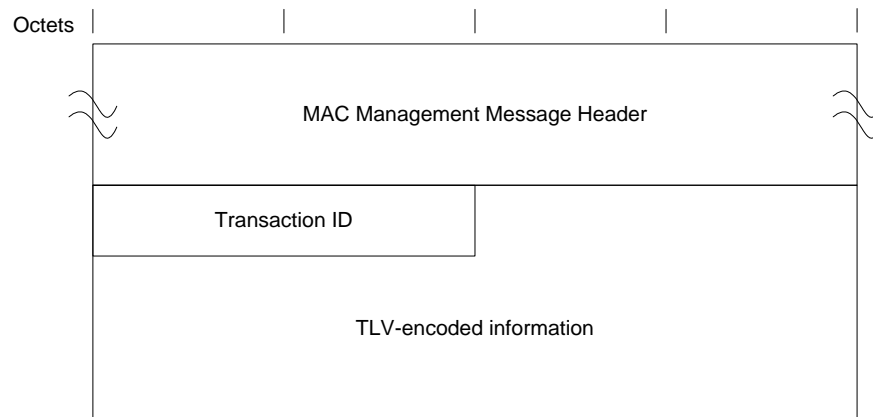 Octets
MAC Management Message Header
Transaction ID
TLV-encoded information